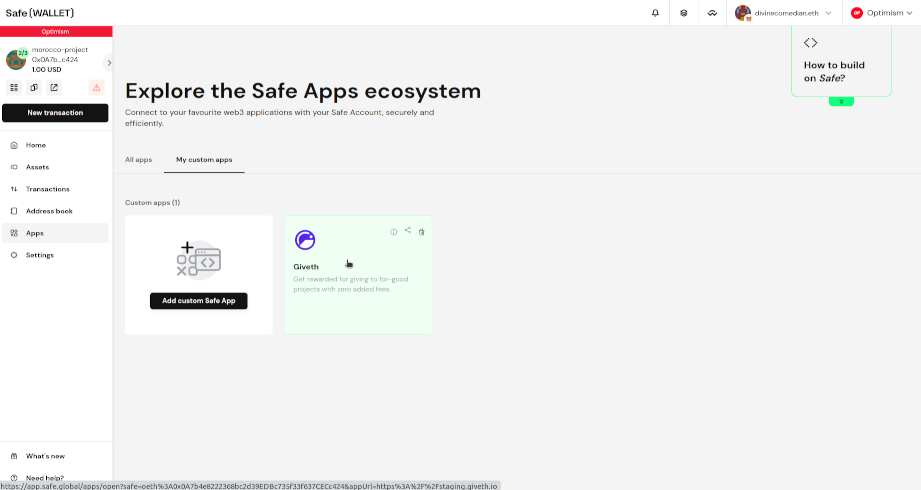 Safe{WALLET}
divinecomedian.eth
OP
Optimism
Optimism
2/3
morocco-project
0x0A7b...c424
1.00 USD
New transaction
Home
Assets
Transactions
Address book
Apps
Settings
What's new
Need help?
How to build
on Safe?
Explore the Safe Apps ecosystem
Connect to your favourite web3 applications with your Safe Account, securely and
efficiently.
All apps
My custom apps
Custom apps (1)
Add custom Safe App
Giveth
Get rewarded for giving to for-good
projects with zero added fees.
https://app.safe.global/apps/open?safe=oeth%3A0x0A7b4e8222368bc2d39EDBc735f33f637CECc424&appUrl=https%3A%2F%2Fstaging.giveth.io